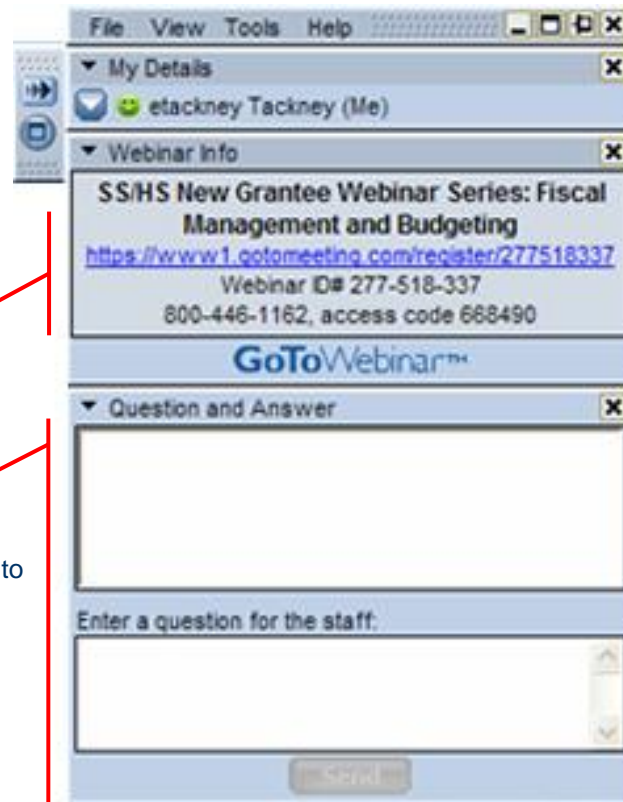 File View Tools Help
My Details
etackney Tackney (Me)
Webinar Info
SS/HS New Grantee Webinar Series: Fiscal
Management and Budgeting
https://www1.gotomeeting.com/register/277518337
Webinar ID# 277-518-337
800-446-1162, access code 668490
GoToWebinar™
Question and Answer
to
Enter a question for the staff:
Send